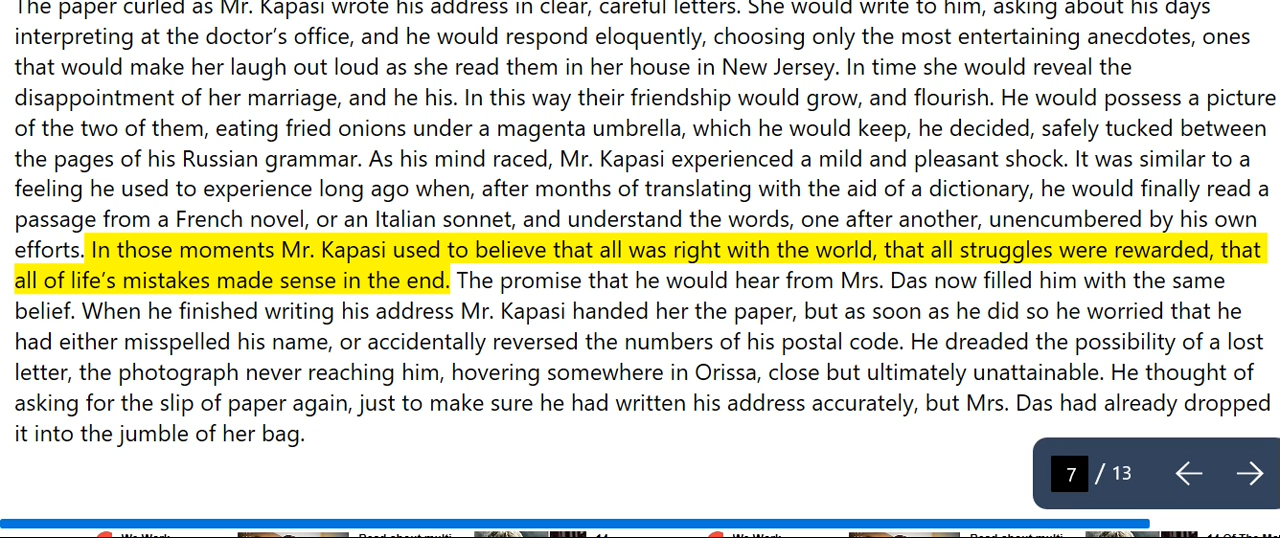 The paper curled as Mr. Kapasi wrote his address in clear, careful letters. She would write to him, asking about his days
interpreting at the doctor’s office, and he would respond eloquently, choosing only the most entertaining anecdotes, ones
that would make her laugh out loud as she read them in her house in New Jersey. In time she would reveal the
disappointment of her marriage, and he his. In this way their friendship would grow, and flourish. He would possess a picture
of the two of them, eating fried onions under a magenta umbrella, which he would keep, he decided, safely tucked between
the pages of his Russian grammar. As his mind raced, Mr. Kapasi experienced a mild and pleasant shock. It was similar to a
feeling he used to experience long ago when, after months of translating with the aid of a dictionary, he would finally read a
passage from a French novel, or an Italian sonnet, and understand the words, one after another, unencumbered by his own
efforts. In those moments Mr. Kapasi used to believe that all was right with the world, that all struggles were rewarded, that
all of life’s mistakes made sense in the end. The promise that he would hear from Mrs. Das now filled him with the same
belief. When he finished writing his address Mr. Kapasi handed her the paper, but as soon as he did so he worried that he
had either misspelled his name, or accidentally reversed the numbers of his postal code. He dreaded the possibility of a lost
letter, the photograph never reaching him, hovering somewhere in Orissa, close but ultimately unattainable. He thought of
asking for the slip of paper again, just to make sure he had written his address accurately, but Mrs. Das had already dropped
it into the jumble of her bag.
7 / 13